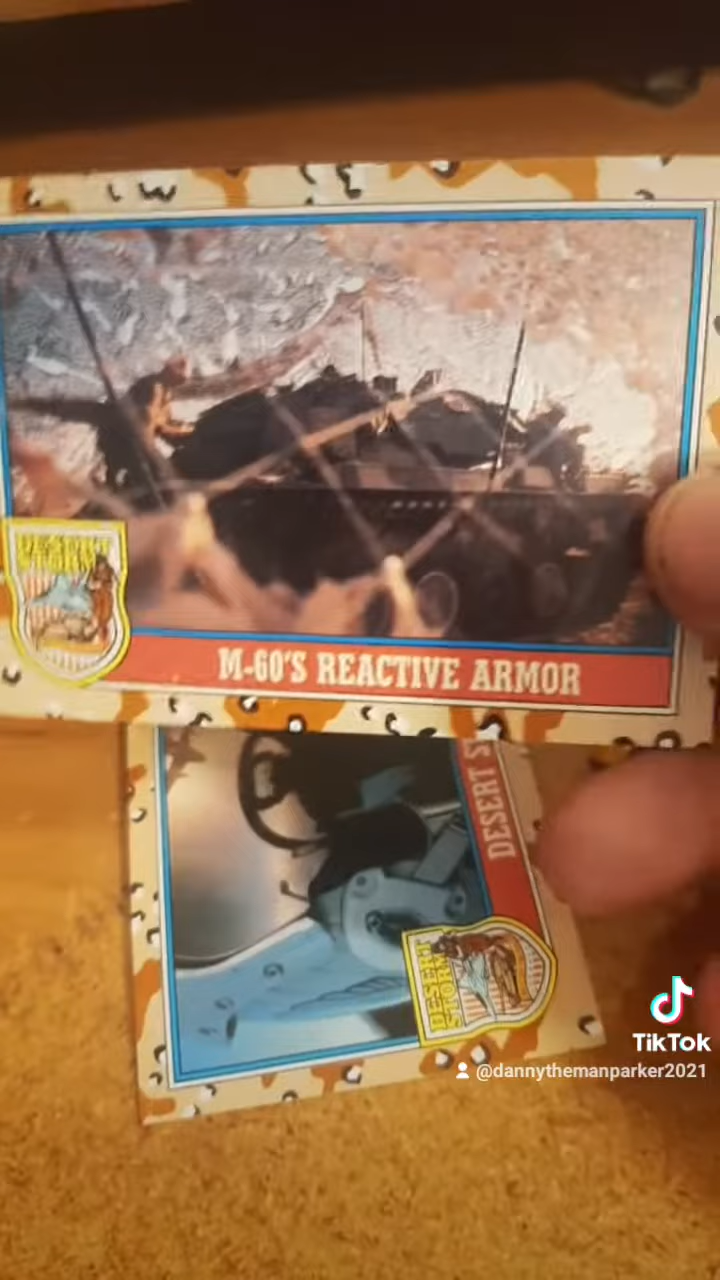 M-60'S REACTIVE ARMOR
DESERT S
DESERT
STORM
TikTok
@dannythemanparker2021